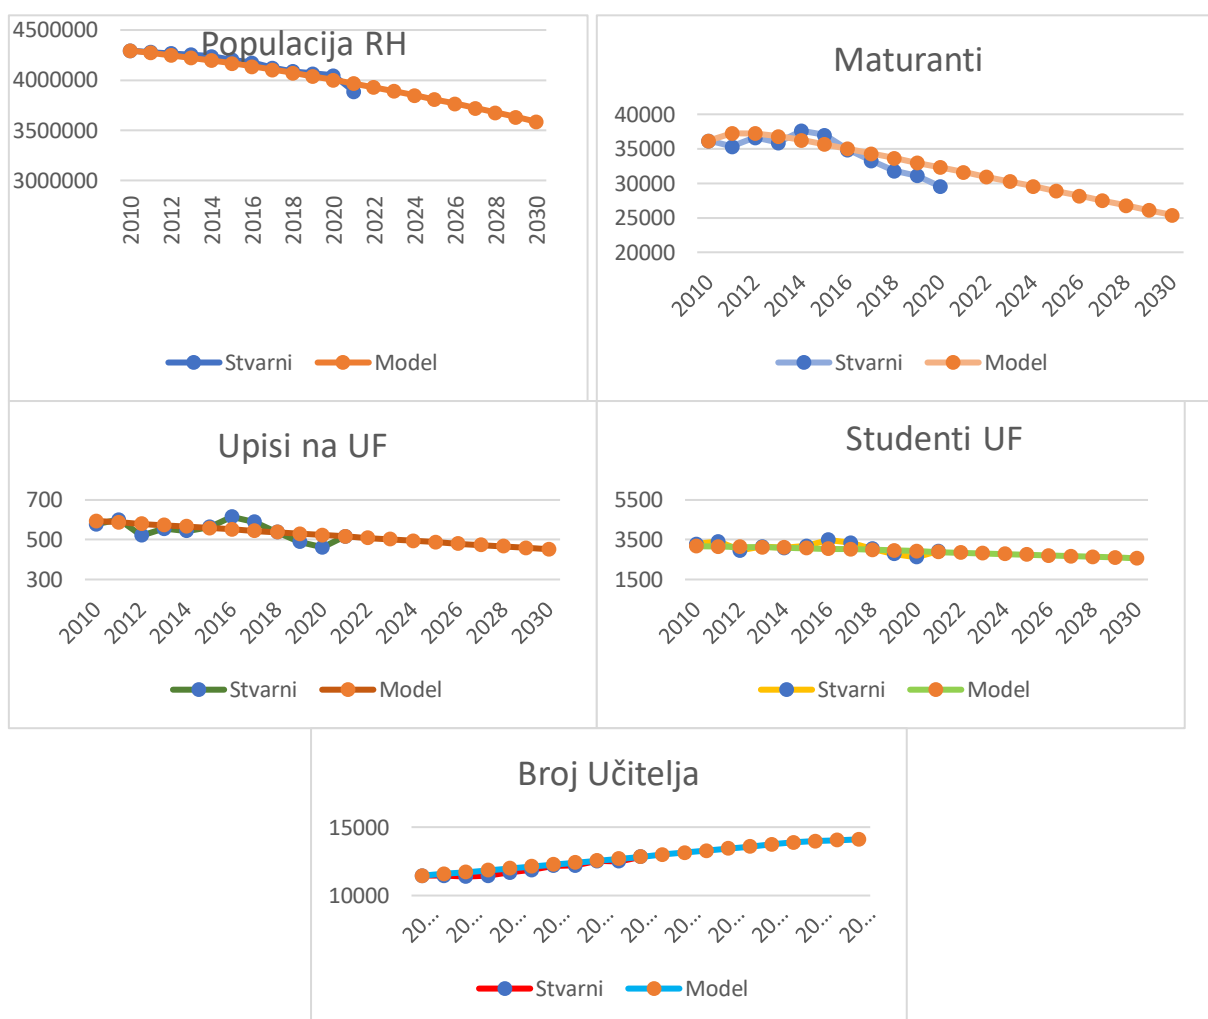 Populacija RH
4500000
4000000
3500000
3000000
2010 2012 2014 2016 2018 2020 2022 2024 2026 2028 2030
Stvarni Model
Maturanti
40000
35000
30000
25000
20000
2010 2012 2014 2016 2018 2020 2022 2024 2026 2028 2030
Stvarni Model
Upisi na UF
700
500
300
2010 2012 2014 2016 2018 2020 2022 2024 2026 2028 2030
Stvarni Model
Studenti UF
5500
3500
1500
2010 2012 2014 2016 2018 2020 2022 2024 2026 2028 2030
Stvarni Model
Broj Učitelja
15000
10000
20... 20... 20... 20... 20... 20... 20... 20... 20... 20... 20...
Stvarni Model